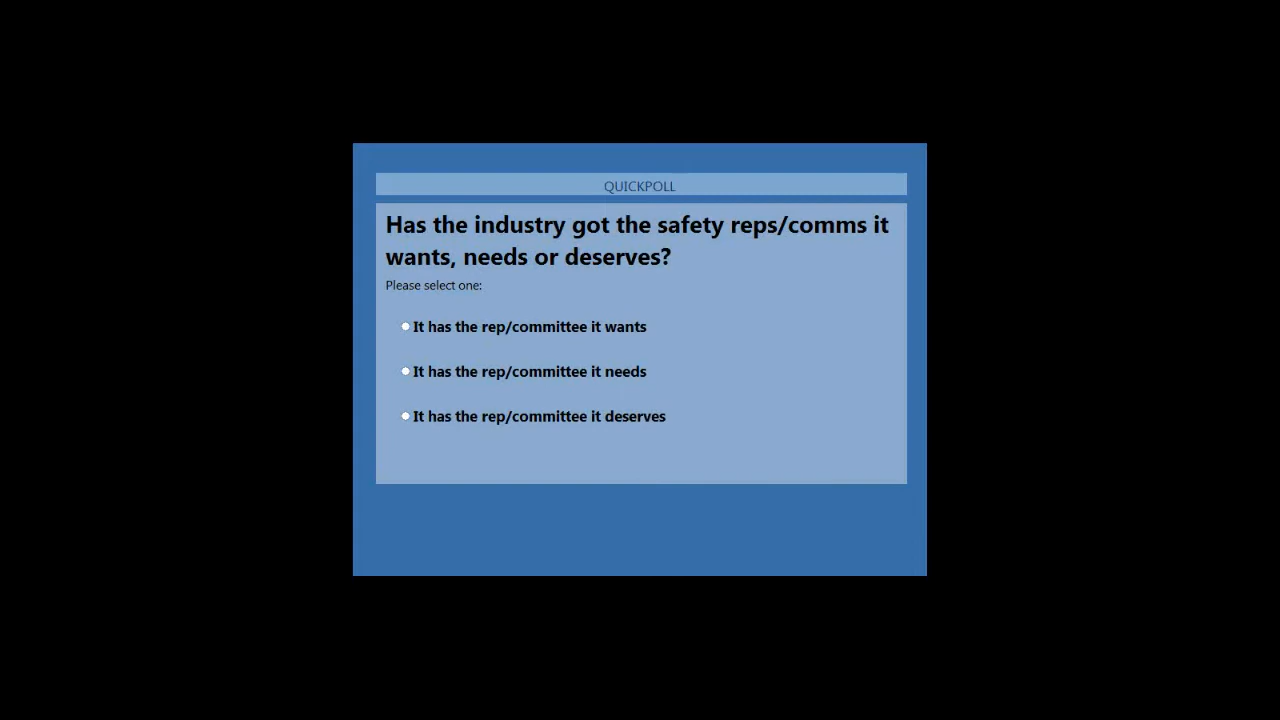 QUICKPOLL
Has the industry got the safety reps/comms it
wants, needs or deserves?
Please select one:
It has the rep/committee it wants
It has the rep/committee it needs
It has the rep/committee it deserves